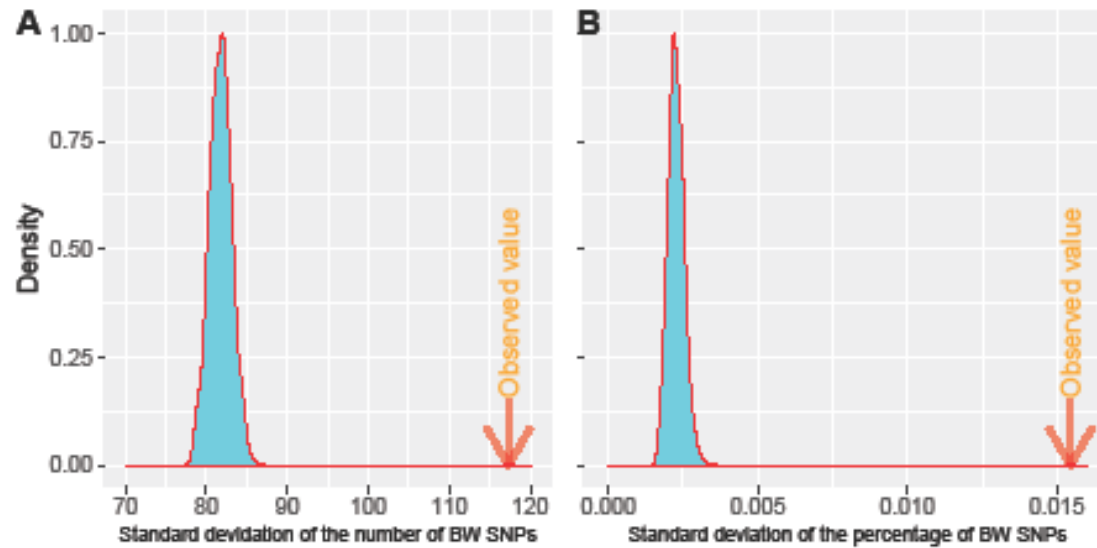 A
B
1.00
0.75
0.50
0.25
0.00
Density
Observed value
Observed value
70 80 90 100 110 120
0.000 0.005 0.010 0.015
Standard devidation of the number of BW SNPs
Standard deviation of the percentage of BW SNPs